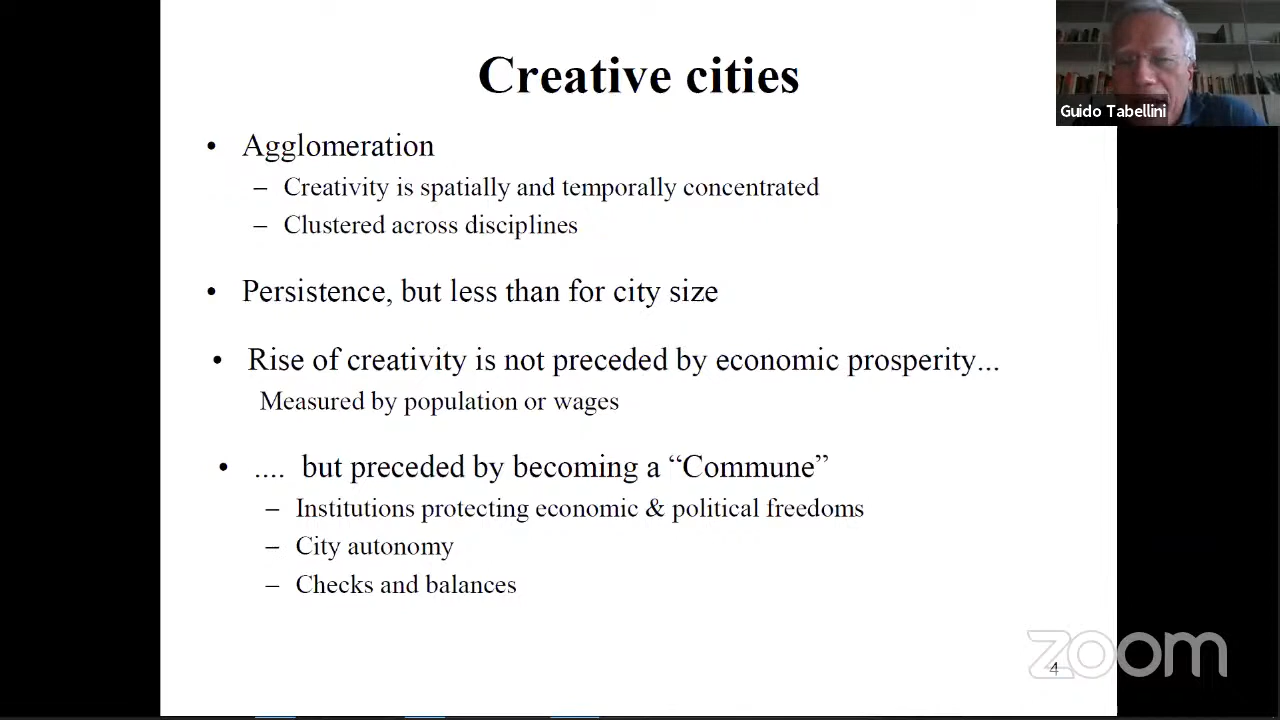 Creative cities
Guido Tabellini
• Agglomeration
– Creativity is spatially and temporally concentrated
– Clustered across disciplines
• Persistence, but less than for city size
• Rise of creativity is not preceded by economic prosperity...
Measured by population or wages
• .... but preceded by becoming a “Commune”
– Institutions protecting economic & political freedoms
– City autonomy
– Checks and balances
zoom
4